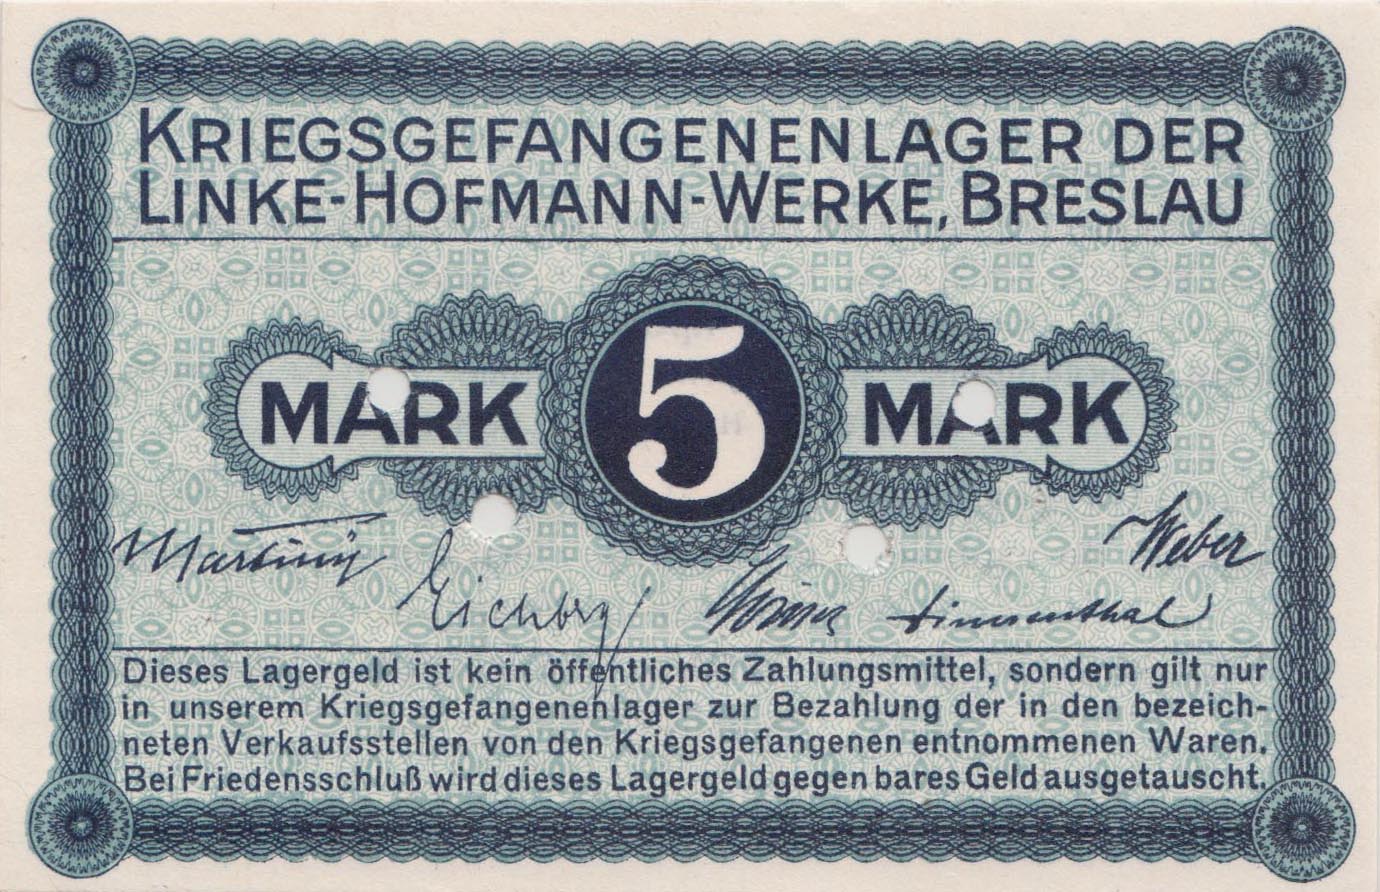 KRIEGSGEFANGENENLAGER DER
LINKE-HOFMANN-WERKE, BRESLAU
MARK 5 MARK
Martiny Eichberg Weber
Dieses Lagergeld ist kein öffentliches Zahlungsmittel, sondern gilt nur
in unserem Kriegsgefangenenlager zur Bezahlung der in den bezeich-
neten Verkaufsstellen von den Kriegsgefangenen entnommenen Waren.
Bei Friedensschluß wird dieses Lagergeld gegen bares Geld ausgetauscht.